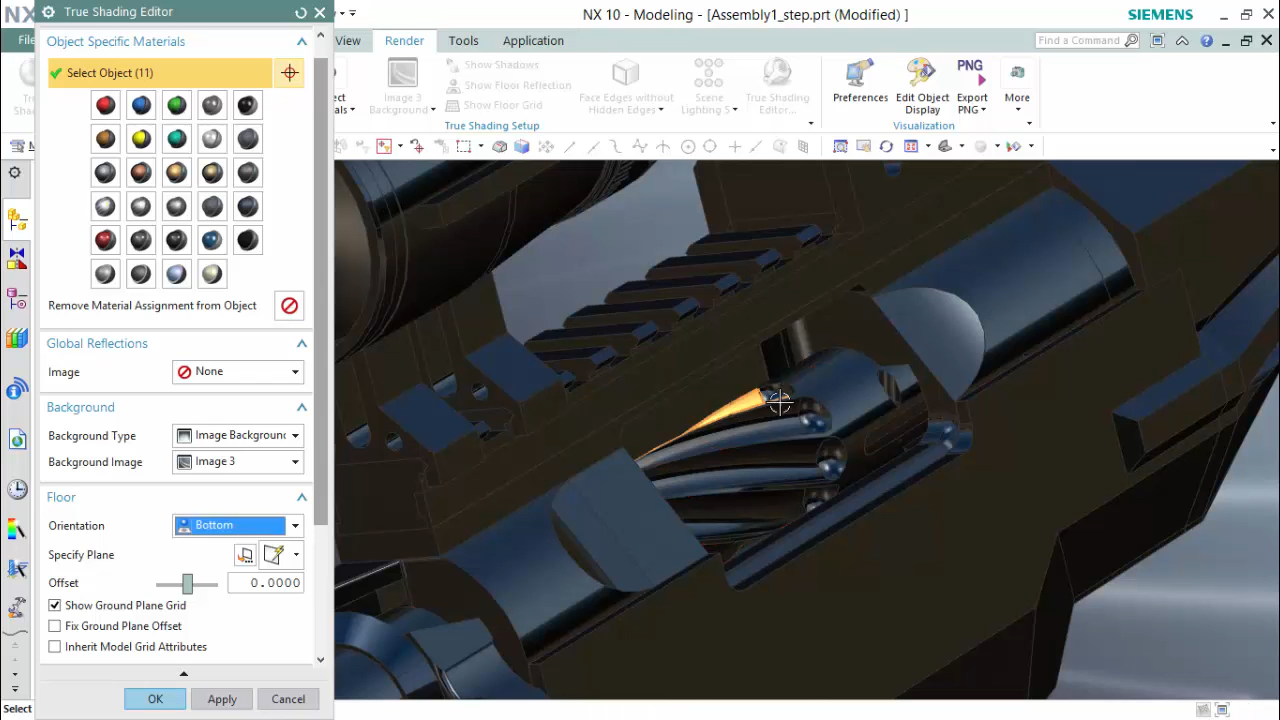 NX
True Shading Editor
NX 10 - Modeling - [Assembly1_step.prt (Modified) ]
SIEMENS
File
View
Render
Tools
Application
Find a Command
Object Specific Materials
Select Object (11)
Show Shadows
Show Floor Reflection
Show Floor Grid
Image 3
Background
Face Edges without
Hidden Edges
Scene
Lighting 5
True Shading
Editor...
Preferences
Edit Object
Display
PNG
Export
PNG
More
True Shading Setup
Visualization
M
Remove Material Assignment from Object
Global Reflections
Image
None
Background
Background Type
Image Background
Background Image
Image 3
Floor
Orientation
Bottom
Specify Plane
Offset
0.0000
Show Ground Plane Grid
Fix Ground Plane Offset
Inherit Model Grid Attributes
OK
Apply
Cancel
Select